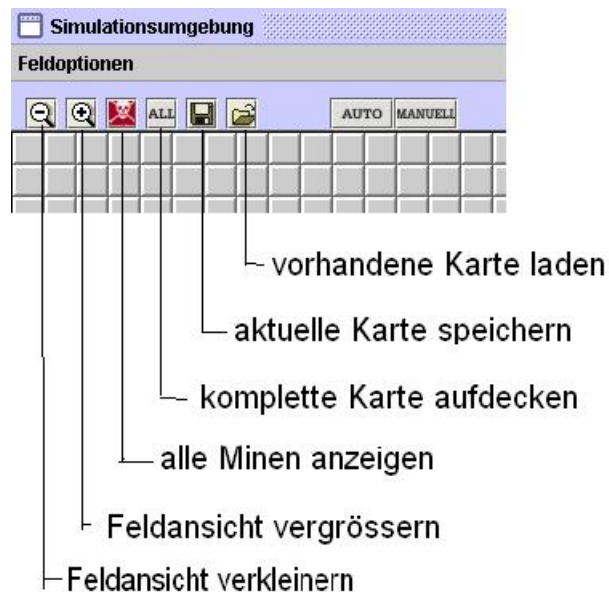 Simulationsumgebung
Feldoptionen
ALL AUTO MANUELL
vorhandene Karte laden
aktuelle Karte speichern
komplette Karte aufdecken
alle Minen anzeigen
Feldansicht vergrössern
Feldansicht verkleinern